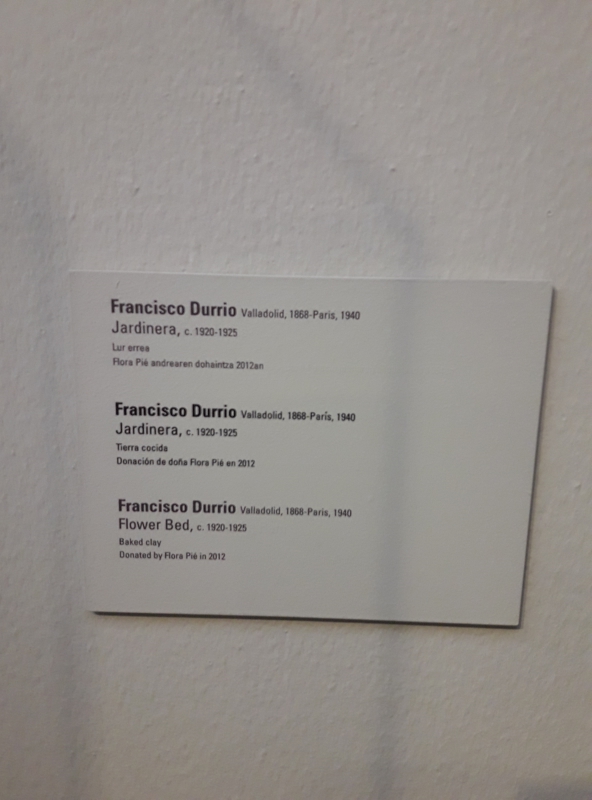 Francisco Durrio Valladolid, 1868-Paris, 1940
Jardinera, c. 1920-1925
Lur errea
Flora Pié andrearen dohaintza 2012an
Francisco Durrio Valladolid, 1868-París, 1940
Jardinera, c. 1920-1925
Tierra cocida
Donación de doña Flora Pié en 2012
Francisco Durrio Valladolid, 1868-Paris, 1940
Flower Bed, c. 1920-1925
Baked clay
Donated by Flora Pié in 2012